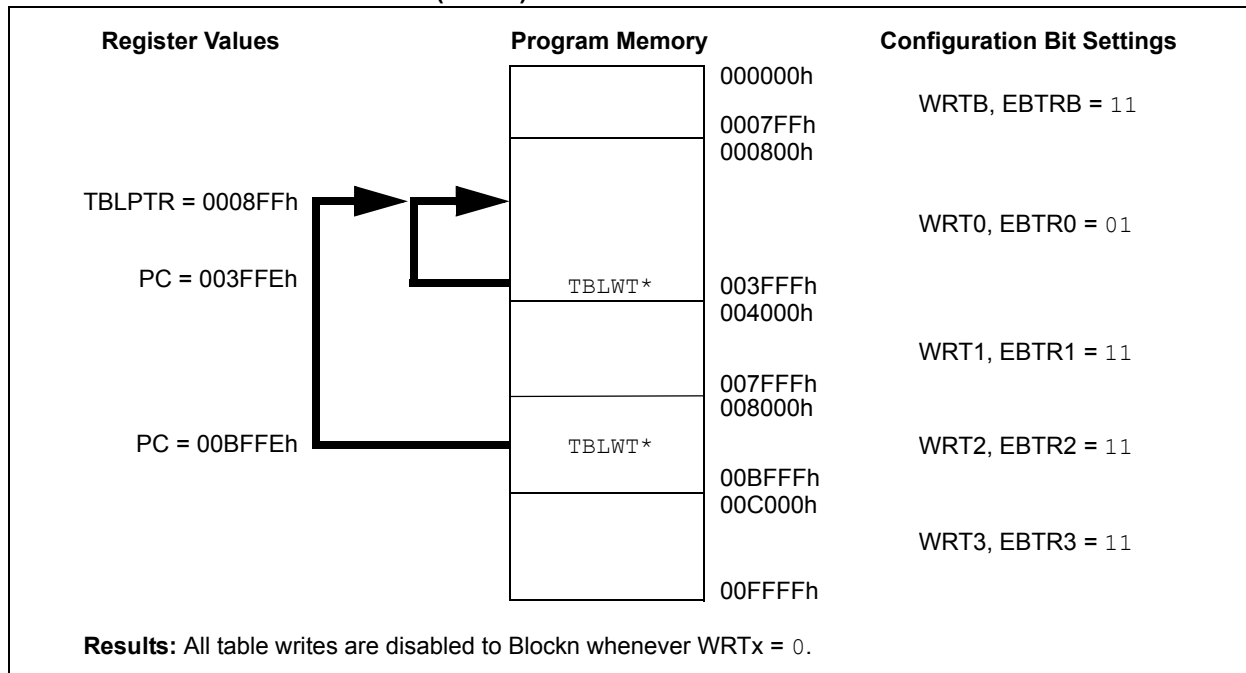 Register Values Program Memory Configuration Bit Settings
000000h
WRTB, EBTRB = 11
0007FFh
000800h
TBLPTR = 0008FFh
WRT0, EBTR0 = 01
PC = 003FFEh TBLWT* 003FFFh
004000h
WRT1, EBTR1 = 11
007FFFh
008000h
PC = 00BFFEh TBLWT* WRT2, EBTR2 = 11
00BFFFh
00C000h
WRT3, EBTR3 = 11
00FFFFh
Results: All table writes are disabled to Blockn whenever WRTx = 0.